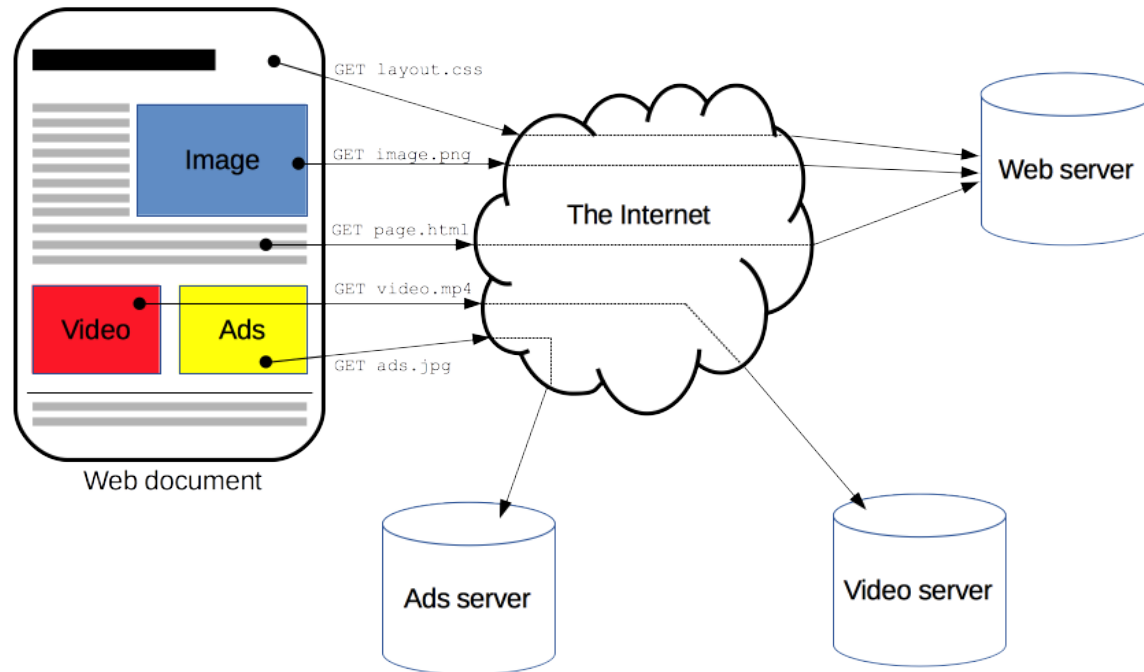 GET layout.css
Image
GET image.png
Web server
The Internet
GET page.html
GET video.mp4
Video
Ads
GET ads.jpg
Web document
Ads server
Video server